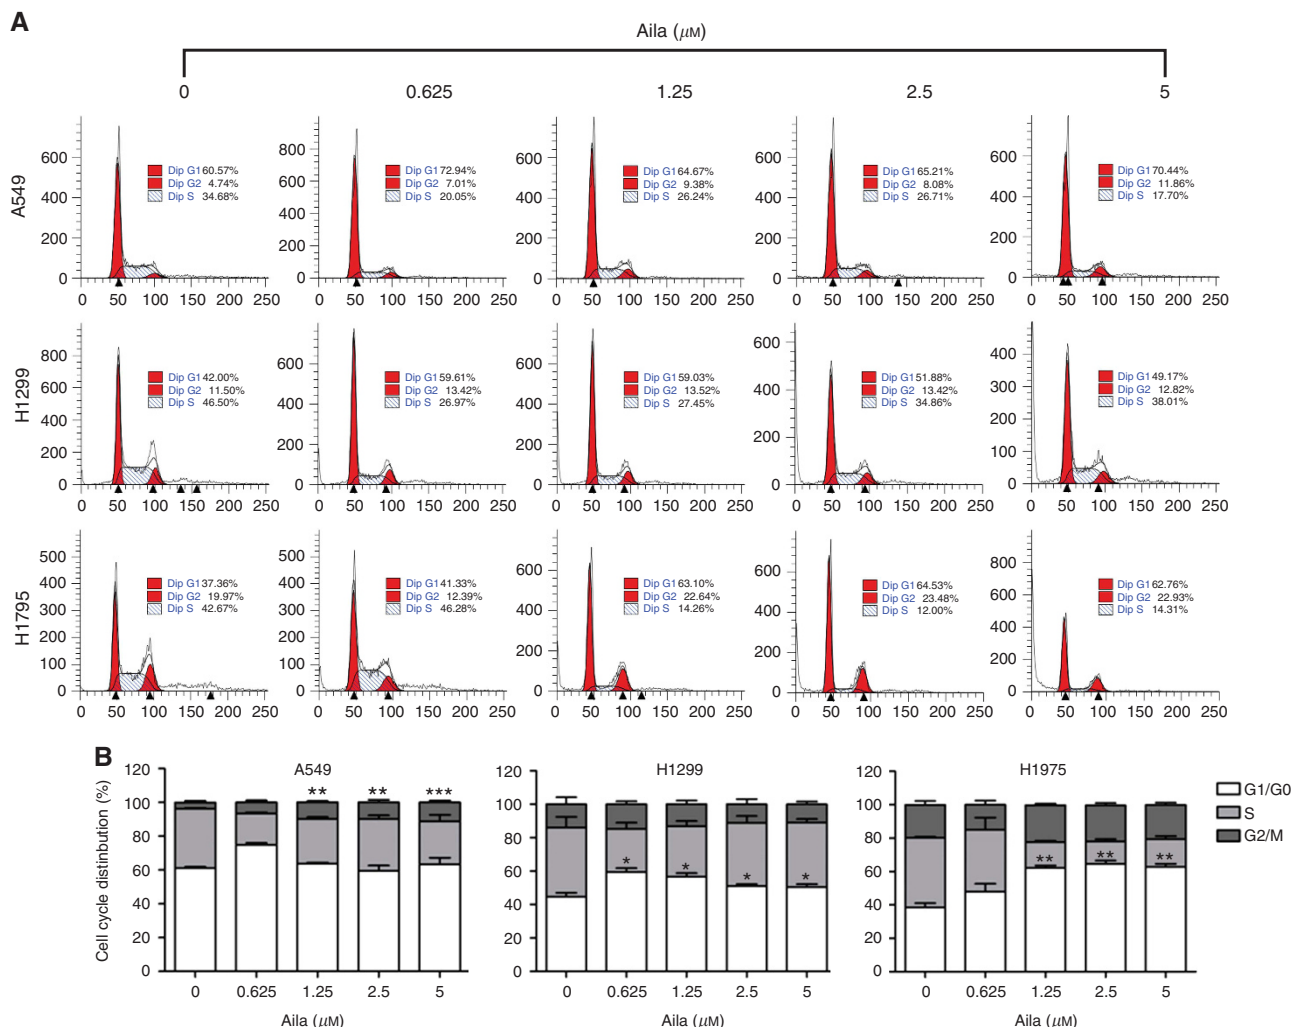 A
Aila (μM)
0 0.625 1.25 2.5 5
A549
Dip G1 60.57%
Dip G2 4.74%
Dip S 34.68%
600
400
200
0
0 50 100 150 200 250
Dip G1 72.94%
Dip G2 7.01%
Dip S 20.05%
800
600
400
200
0
0 50 100 150 200 250
Dip G1 64.67%
Dip G2 9.38%
Dip S 26.24%
600
400
200
0
0 50 100 150 200 250
Dip G1 65.21%
Dip G2 8.08%
Dip S 26.71%
600
400
200
0
0 50 100 150 200 250
Dip G1 70.44%
Dip G2 11.86%
Dip S 17.70%
600
400
200
0
0 50 100 150 200 250
H1299
Dip G1 42.00%
Dip G2 11.50%
Dip S 46.50%
800
600
400
200
0
0 50 100 150 200 250
Dip G1 59.61%
Dip G2 13.42%
Dip S 26.97%
600
400
200
0
0 50 100 150 200 250
Dip G1 59.03%
Dip G2 13.52%
Dip S 27.45%
600
400
200
0
0 50 100 150 200 250
Dip G1 51.88%
Dip G2 13.42%
Dip S 34.86%
600
400
200
0
0 50 100 150 200 250
Dip G1 49.17%
Dip G2 12.82%
Dip S 38.01%
400
300
200
100
0
0 50 100 150 200 250
H1795
Dip G1 37.36%
Dip G2 19.97%
Dip S 42.67%
500
400
300
200
100
0
0 50 100 150 200 250
Dip G1 41.33%
Dip G2 12.39%
Dip S 46.28%
500
400
300
200
100
0
0 50 100 150 200 250
Dip G1 63.10%
Dip G2 22.64%
Dip S 14.26%
600
400
200
0
0 50 100 150 200 250
Dip G1 64.53%
Dip G2 23.48%
Dip S 12.00%
600
400
200
0
0 50 100 150 200 250
Dip G1 62.76%
Dip G2 22.93%
Dip S 14.31%
800
600
400
200
0
0 50 100 150 200 250
B
Cell cycle distinbution (%)
A549
120
100
80
60
40
20
0
** ** ***
0 0.625 1.25 2.5 5
Aila (μM)
H1299
120
100
80
60
40
20
0
* * * *
0 0.625 1.25 2.5 5
Aila (μM)
H1975
120
100
80
60
40
20
0
** ** **
0 0.625 1.25 2.5 5
Aila (μM)
G1/G0
S
G2/M